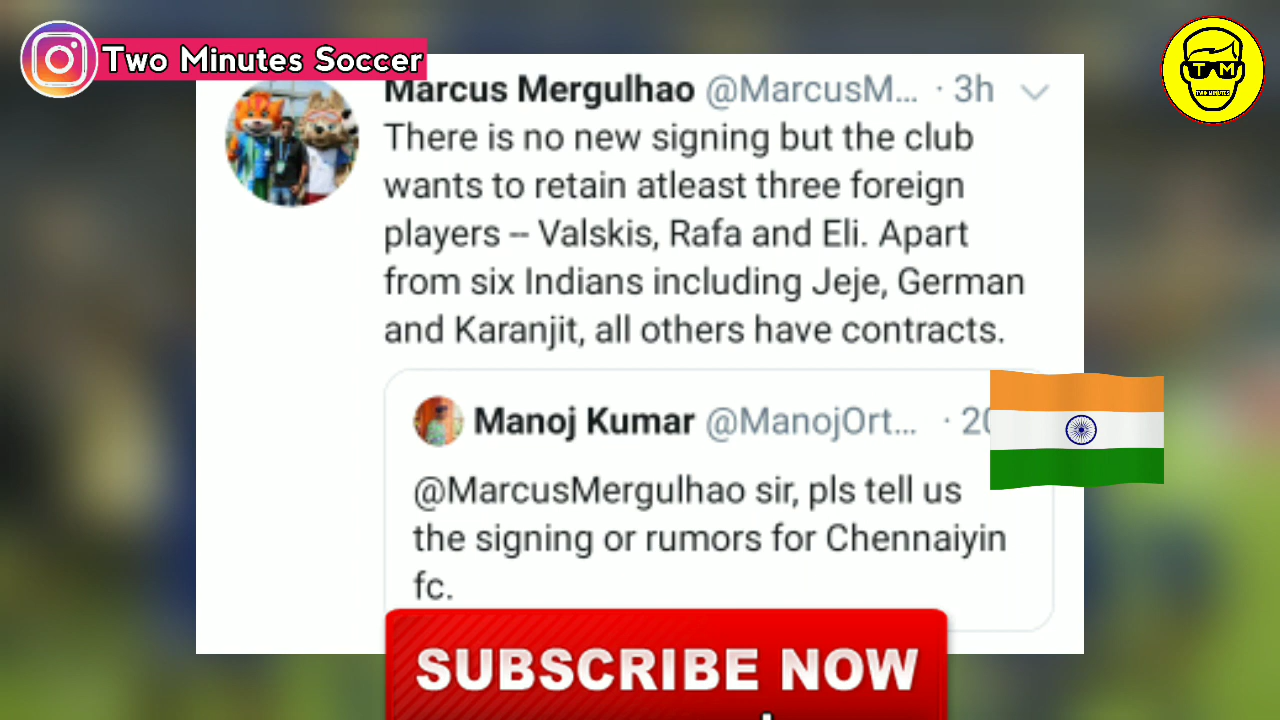 Two Minutes Soccer
TM
TWO MINUTES
Marcus Mergulhao @MarcusM... · 3h
There is no new signing but the club
wants to retain atleast three foreign
players -- Valskis, Rafa and Eli. Apart
from six Indians including Jeje, German
and Karanjit, all others have contracts.
Manoj Kumar @ManojOrt... · 20
@MarcusMergulhao sir, pls tell us
the signing or rumors for Chennaiyin
fc.
SUBSCRIBE NOW